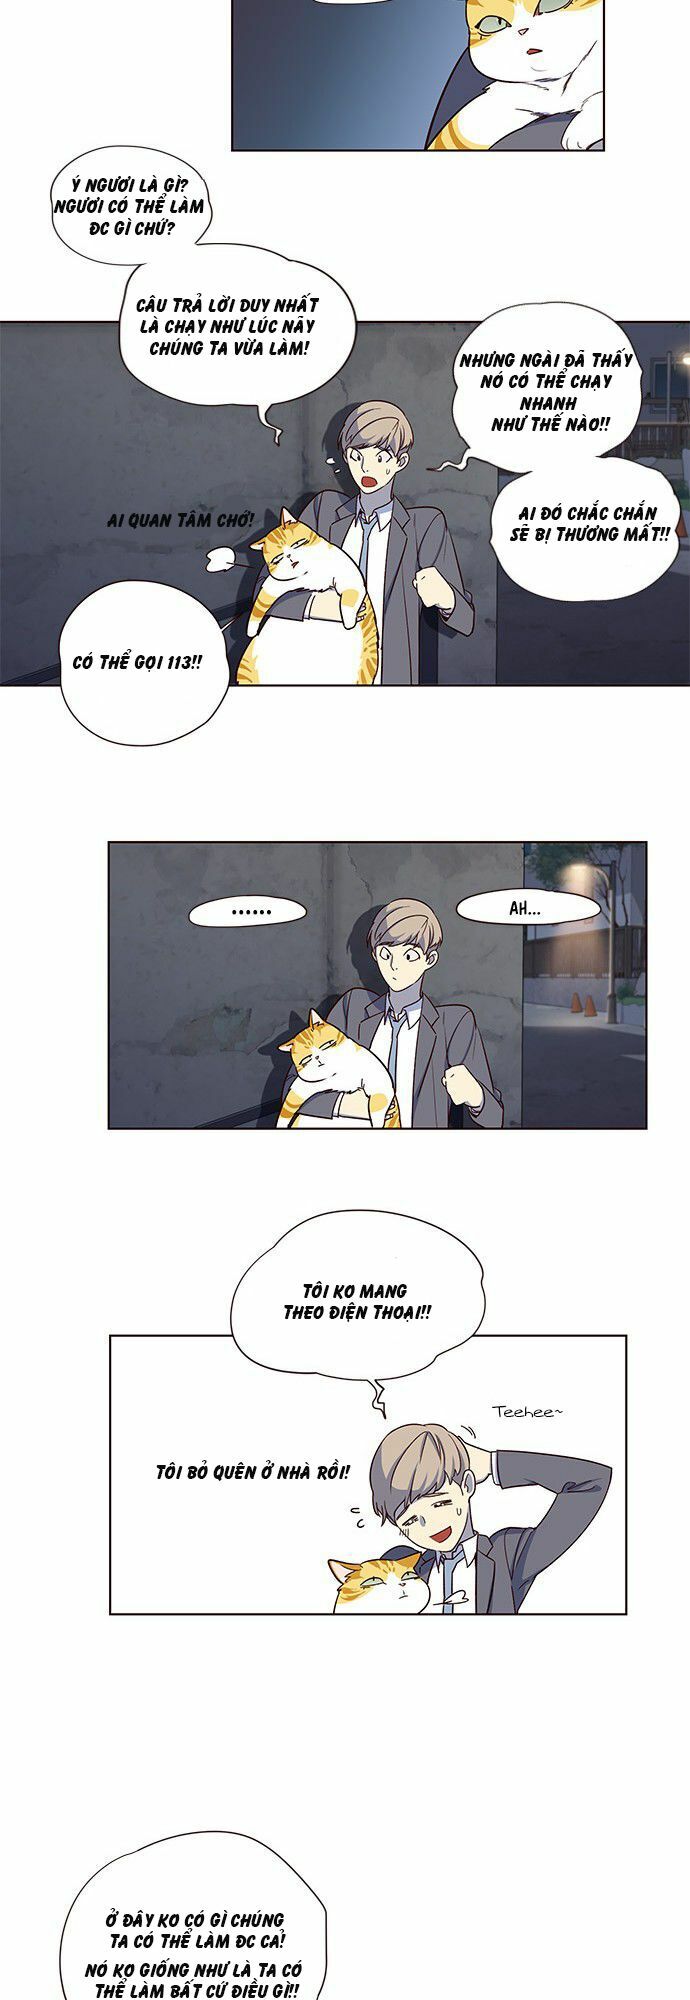 Ý NGƯƠI LÀ GÌ?
NGƯƠI CÓ THỂ LÀM
ĐC GÌ CHỨ?
CÂU TRẢ LỜI DUY NHẤT
LÀ CHẠY NHƯ LÚC NÃY
CHÚNG TA VỪA LÀM!
NHƯNG NGÀI ĐÃ THẤY
NÓ CÓ THỂ CHẠY
NHANH
NHƯ THẾ NÀO!!
AI ĐÓ CHẮC CHẮN
SẼ BỊ THƯƠNG MẤT!!
AI QUAN TÂM CHỚ!
CÓ THỂ GỌI 113!!
......
AH...
TÔI KO MANG
THEO ĐIỆN THOẠI!!
Teehee~
TÔI BỎ QUÊN Ở NHÀ RỒI!
Ở ĐÂY KO CÓ GÌ CHÚNG
TA CÓ THỂ LÀM ĐC CẢ!
NÓ KO GIỐNG NHƯ LÀ TA CÓ
THỂ LÀM BẤT CỨ ĐIỀU GÌ!!